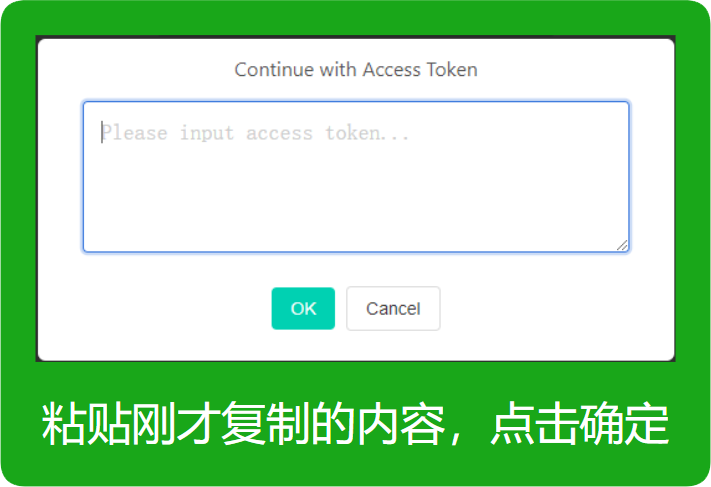 Continue with Access Token
Please input access token...
OK
Cancel
粘贴刚才复制的内容，点击确定